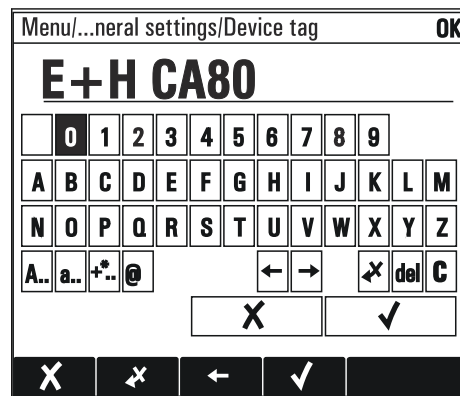 Menu/...neral settings/Device tag OK
E+H CA80
0 1 2 3 4 5 6 7 8 9
A B C D E F G H I J K L M
N O P Q R S T U V W X Y Z
A.. a.. +*.. @ ← → ↙x del C
✗ ✓
✗ ↙x ← ✓